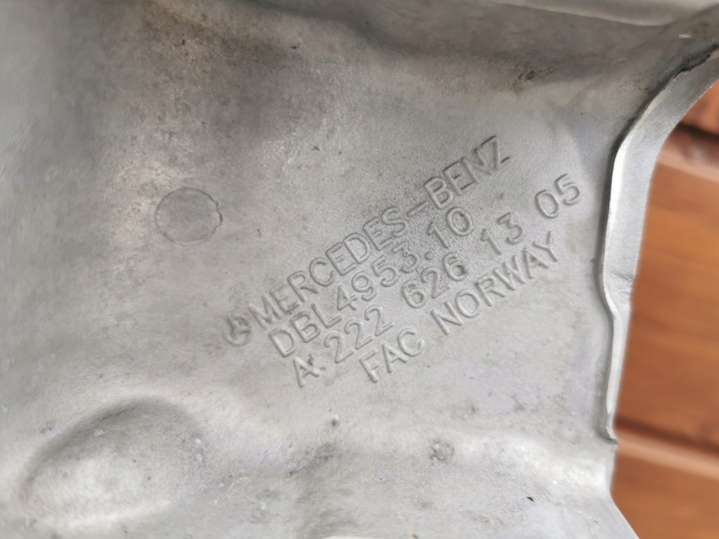 MERCEDES-BENZ
DBL4953.10
A. 222 626 13 05
FAC NORWAY